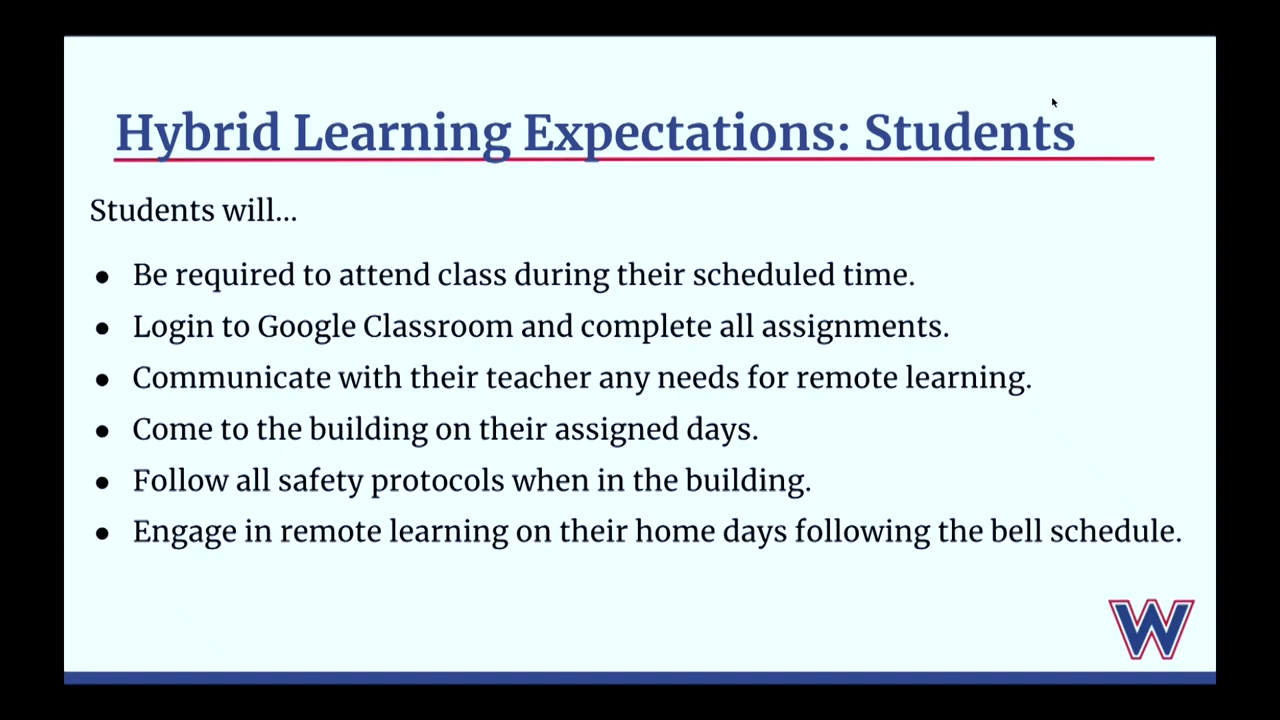 Hybrid Learning Expectations: Students
Students will...
● Be required to attend class during their scheduled time.
● Login to Google Classroom and complete all assignments.
● Communicate with their teacher any needs for remote learning.
● Come to the building on their assigned days.
● Follow all safety protocols when in the building.
● Engage in remote learning on their home days following the bell schedule.
W